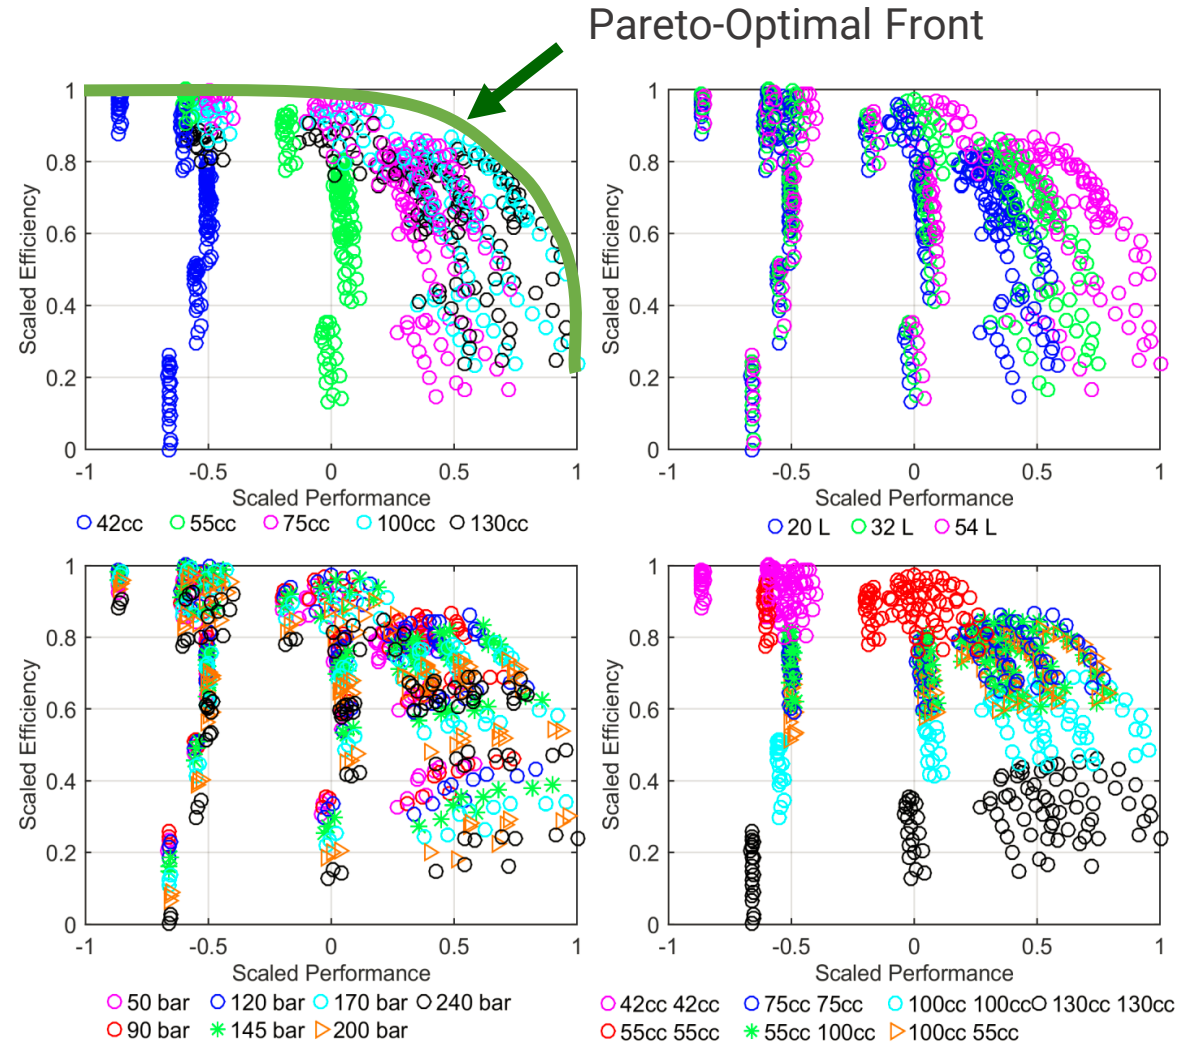 Pareto-Optimal Front
1
0.8
0.6
0.4
0.2
0
Scaled Efficiency
-1 -0.5 0 0.5 1
Scaled Performance
42cc 55cc 75cc 100cc 130cc
1
0.8
0.6
0.4
0.2
0
Scaled Efficiency
-1 -0.5 0 0.5 1
Scaled Performance
20 L 32 L 54 L
1
0.8
0.6
0.4
0.2
0
Scaled Efficiency
-1 -0.5 0 0.5 1
Scaled Performance
50 bar 120 bar 170 bar 240 bar
90 bar 145 bar 200 bar
1
0.8
0.6
0.4
0.2
0
Scaled Efficiency
-1 -0.5 0 0.5 1
Scaled Performance
42cc 42cc 75cc 75cc 100cc 100cc 130cc 130cc
55cc 55cc 55cc 100cc 100cc 55cc